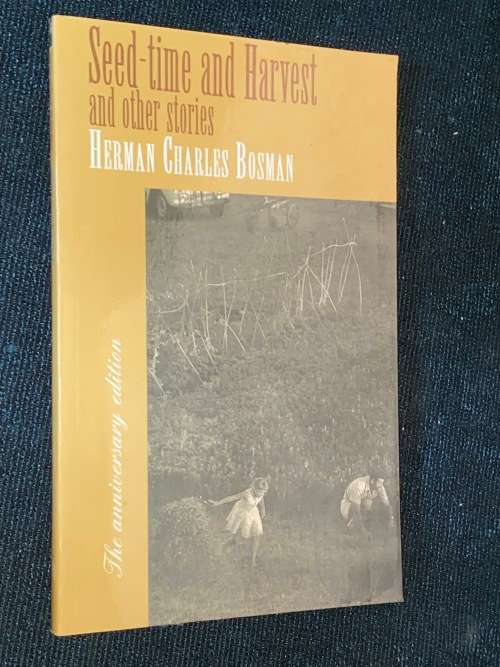 Seed-time and Harvest
and other stories
HERMAN CHARLES BOSMAN
The anniversary edition